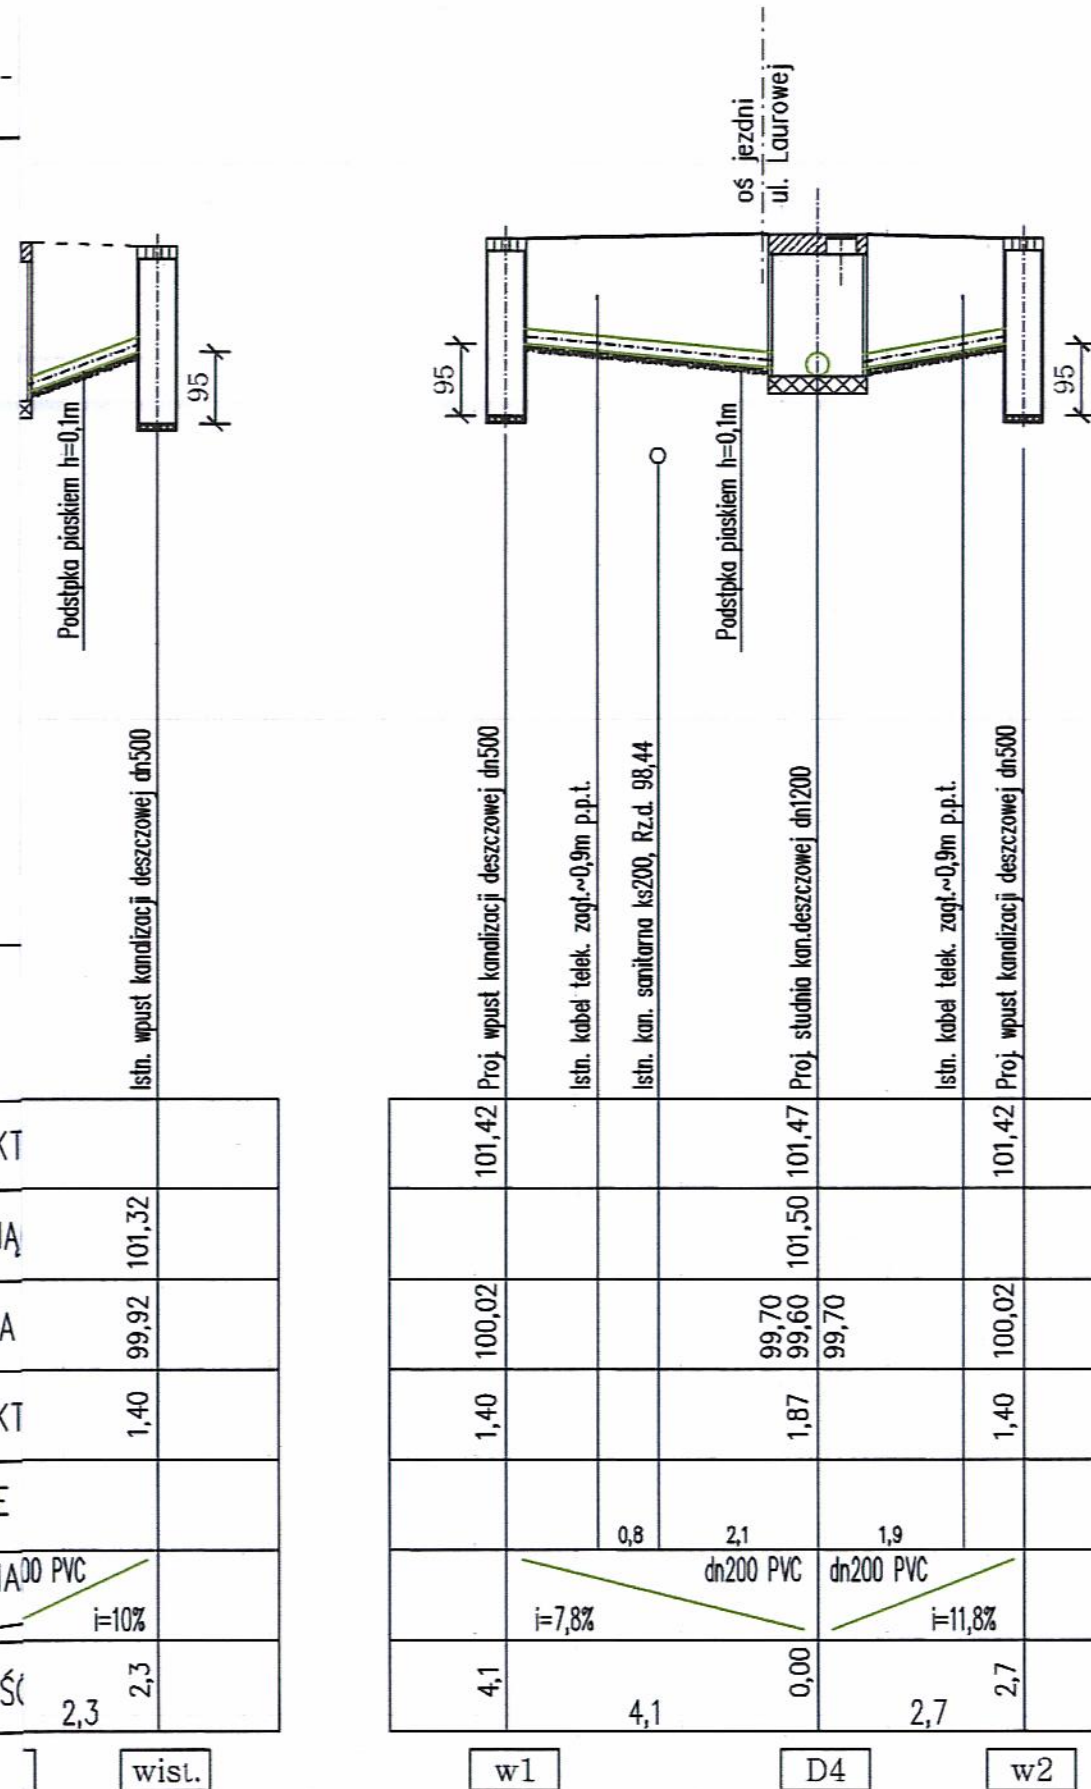 oś jezdni
ul. Laurowej
95
95
95
Podstpka piaskiem h=0,1m
Podstpka piaskiem h=0,1m
Istn. wpust kanalizacji deszczowej dn500
Proj. wpust kanalizacji deszczowej dn500
Istn. kabel telek. zagł.~0,9m p.p.t.
Istn. kan. sanitarna ks200, Rz.d. 98,44
Proj. studnia kan.deszczowej dn1200
Istn. kabel telek. zagł.~0,9m p.p.t.
Proj. wpust kanalizacji deszczowej dn500
KT
101,42
101,47
101,42
IĄ
101,32
101,50
A
99,92
100,02
99,70
99,60
99,70
100,02
KT
1,40
1,40
1,87
1,40
E
0,8
2,1
1,9
IA
00 PVC
i=10%
dn200 PVC
i=7,8%
dn200 PVC
i=11,8%
ŚĆ
2,3
2,3
4,1
4,1
0,00
2,7
2,7
wist.
w1
D4
w2